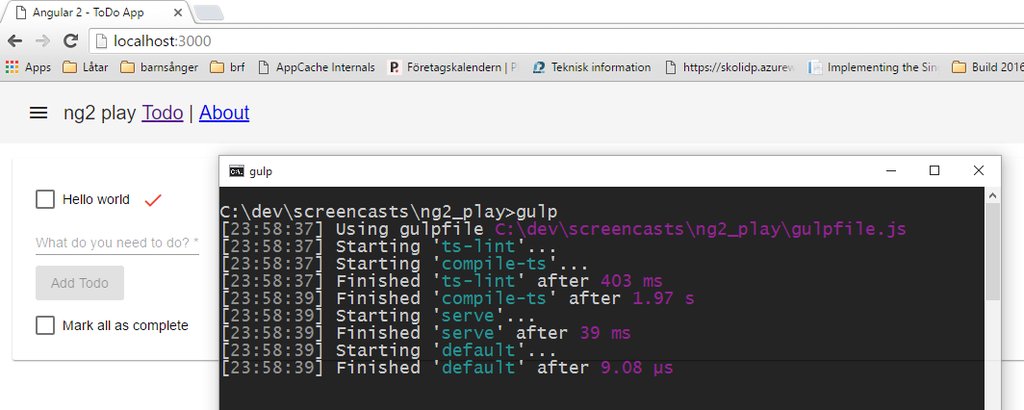 Angular 2 - ToDo App
localhost:3000
Apps Låtar barnsånger brf AppCache Internals Företagskalendern | P Teknisk information https://skolidp.azurew Implementing the Sin Build 2016
ng2 play Todo | About
Hello world
What do you need to do? *
Add Todo
Mark all as complete
gulp
C:\dev\screencasts\ng2_play>gulp
[23:58:37] Using gulpfile C:\dev\screencasts\ng2_play\gulpfile.js
[23:58:37] Starting 'ts-lint'...
[23:58:37] Starting 'compile-ts'...
[23:58:37] Finished 'ts-lint' after 403 ms
[23:58:39] Finished 'compile-ts' after 1.97 s
[23:58:39] Starting 'serve'...
[23:58:39] Finished 'serve' after 39 ms
[23:58:39] Starting 'default'...
[23:58:39] Finished 'default' after 9.08 µs